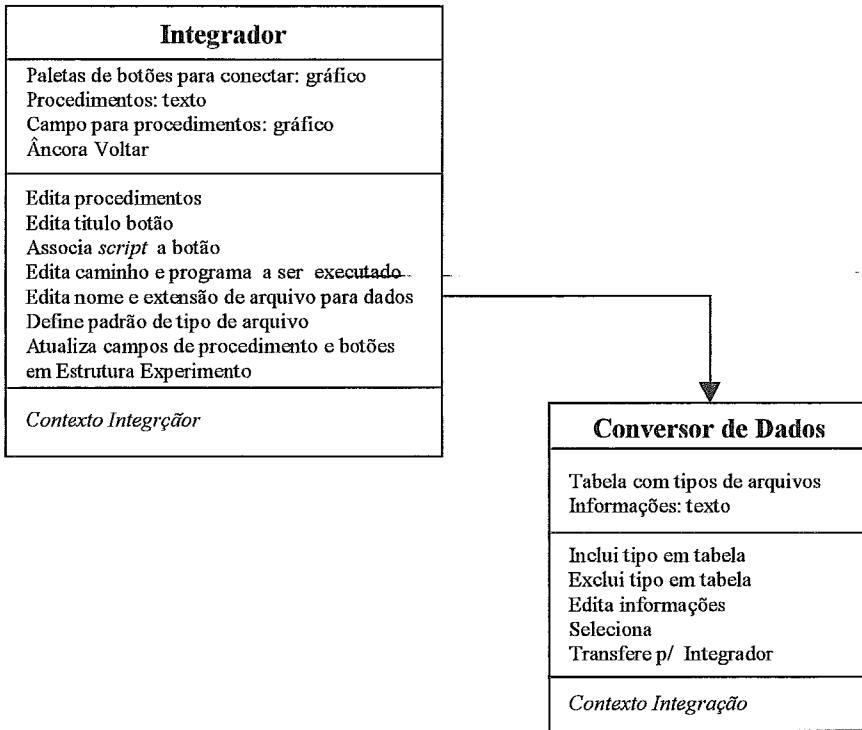 Integrador
Paletas de botões para conectar: gráfico
Procedimentos: texto
Campo para procedimentos: gráfico
Âncora Voltar
Edita procedimentos
Edita titulo botão
Associa script a botão
Edita caminho e programa a ser executado
Edita nome e extensão de arquivo para dados
Define padrão de tipo de arquivo
Atualiza campos de procedimento e botões
em Estrutura Experimento
Contexto Integrçãor
Conversor de Dados
Tabela com tipos de arquivos
Informações: texto
Inclui tipo em tabela
Exclui tipo em tabela
Edita informações
Seleciona
Transfere p/ Integrador
Contexto Integração